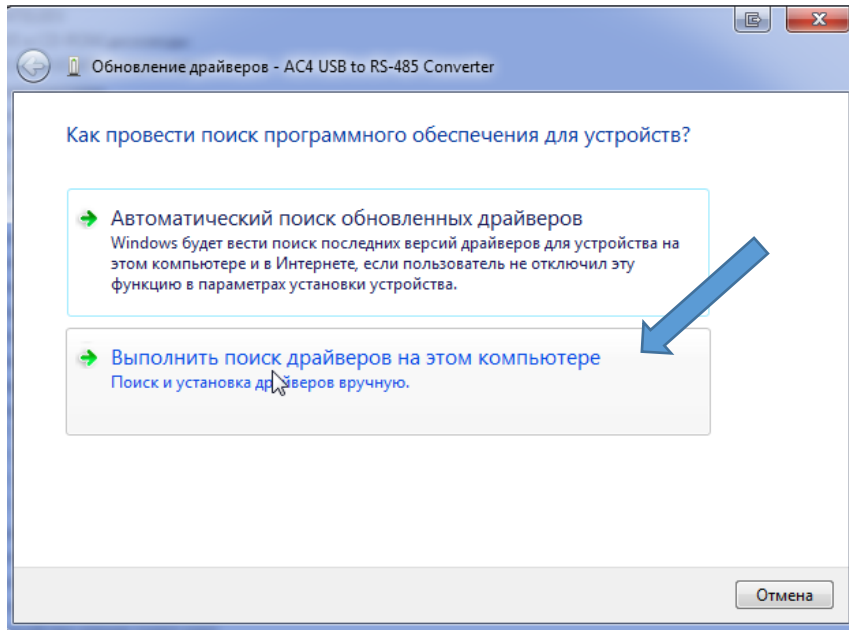 Обновление драйверов - AC4 USB to RS-485 Converter
Как провести поиск программного обеспечения для устройств?
Автоматический поиск обновленных драйверов
Windows будет вести поиск последних версий драйверов для устройства на
этом компьютере и в Интернете, если пользователь не отключил эту
функцию в параметрах установки устройства.
Выполнить поиск драйверов на этом компьютере
Поиск и установка драйверов вручную.
Отмена